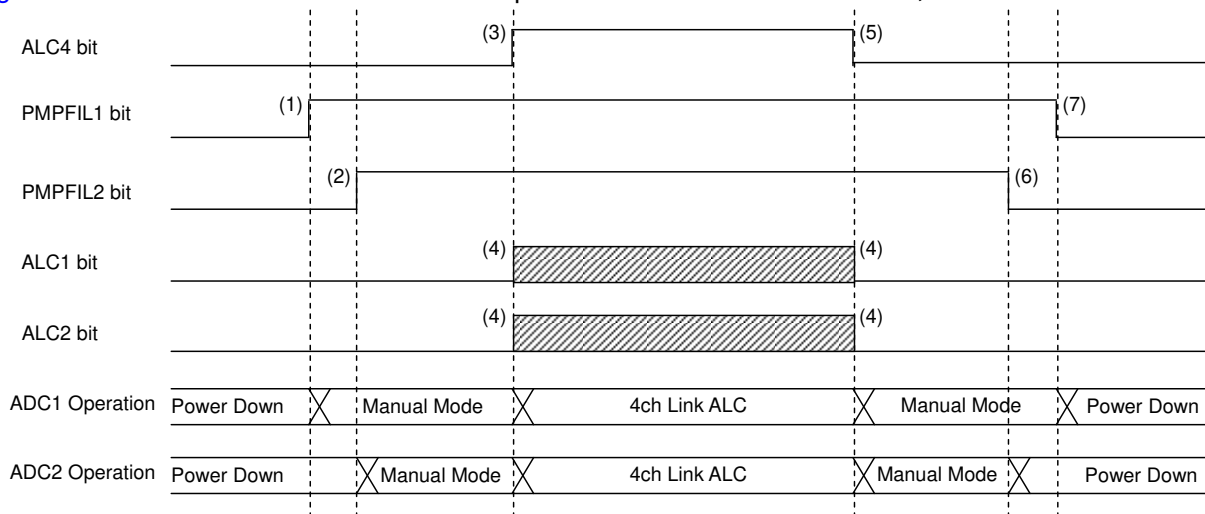 ALC4 bit (3) (5)
PMPFIL1 bit (1) (7)
PMPFIL2 bit (2) (6)
ALC1 bit (4) (4)
ALC2 bit (4) (4)
ADC1 Operation Power Down Manual Mode 4ch Link ALC Manual Mode Power Down
ADC2 Operation Power Down Manual Mode 4ch Link ALC Manual Mode Power Down